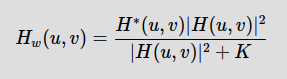 H_w(u, v) = \frac{H^*(u, v)|H(u, v)|^2}{|H(u, v)|^2 + K}